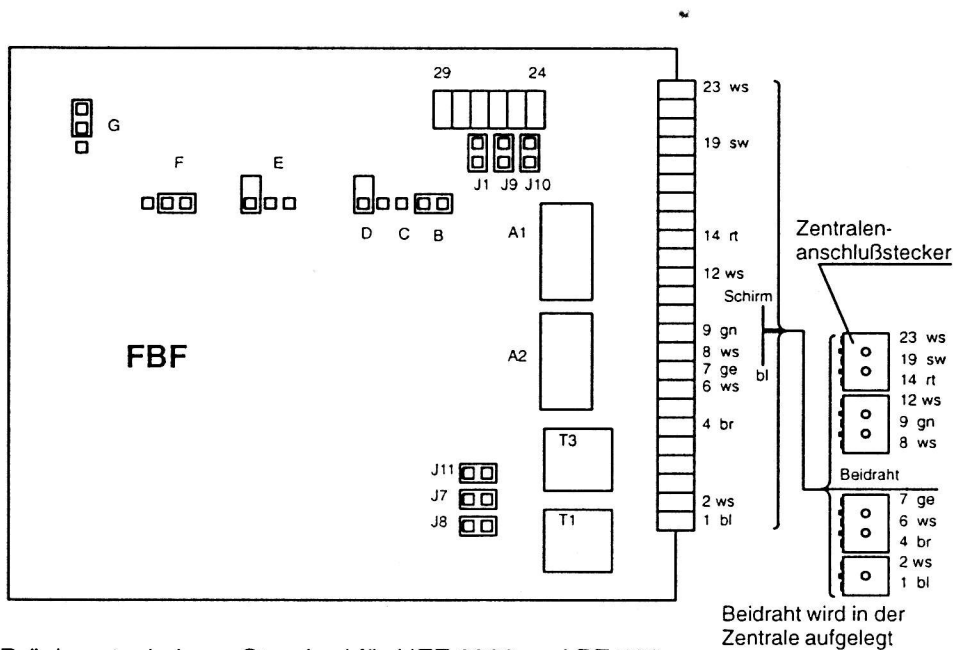 29 24
G
F E
J1 J9 J10
D C B
A1
A2
FBF
T3
T1
J11
J7
J8
23 ws
19 sw
14 rt
12 ws
Schirm
9 gn
8 ws
7 ge
bl
6 ws
4 br
2 ws
1 bl
Zentralen-
anschlußstecker
23 ws
19 sw
14 rt
12 ws
9 gn
8 ws
Beidraht
7 ge
6 ws
4 br
2 ws
1 bl
Beidraht wird in der
Zentrale aufgelegt